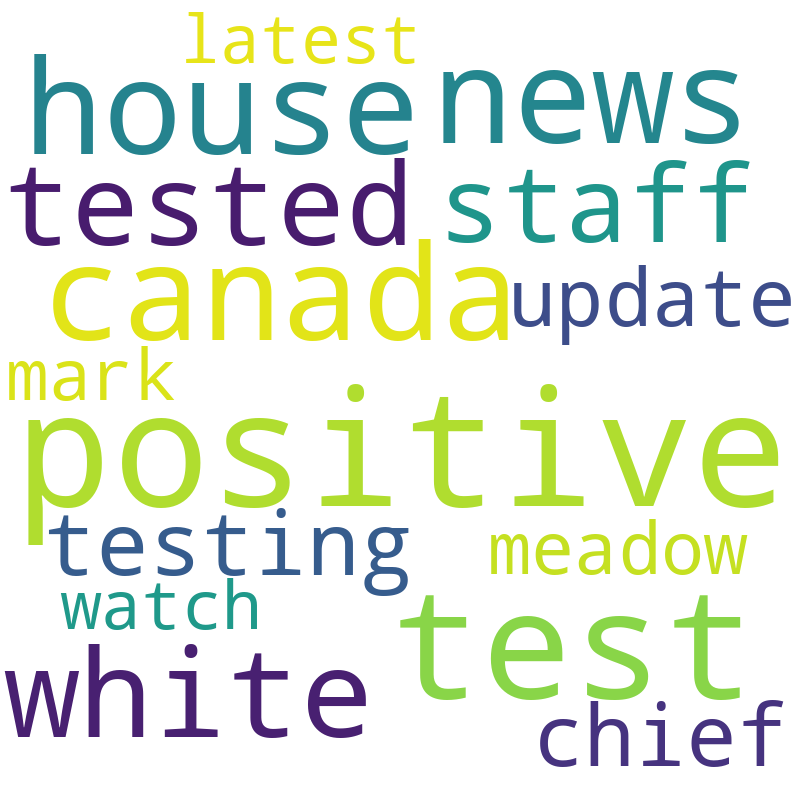 latest
house news
tested staff
canada update
mark
positive
testing meadow
watch test
white chief